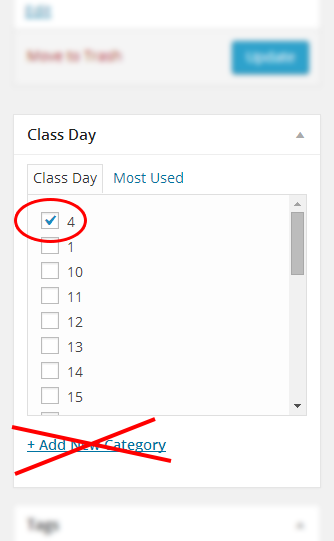 Edit
Move to Trash
Update
Class Day
Class Day Most Used
4
1
10
11
12
13
14
15
+ Add New Category
Tags